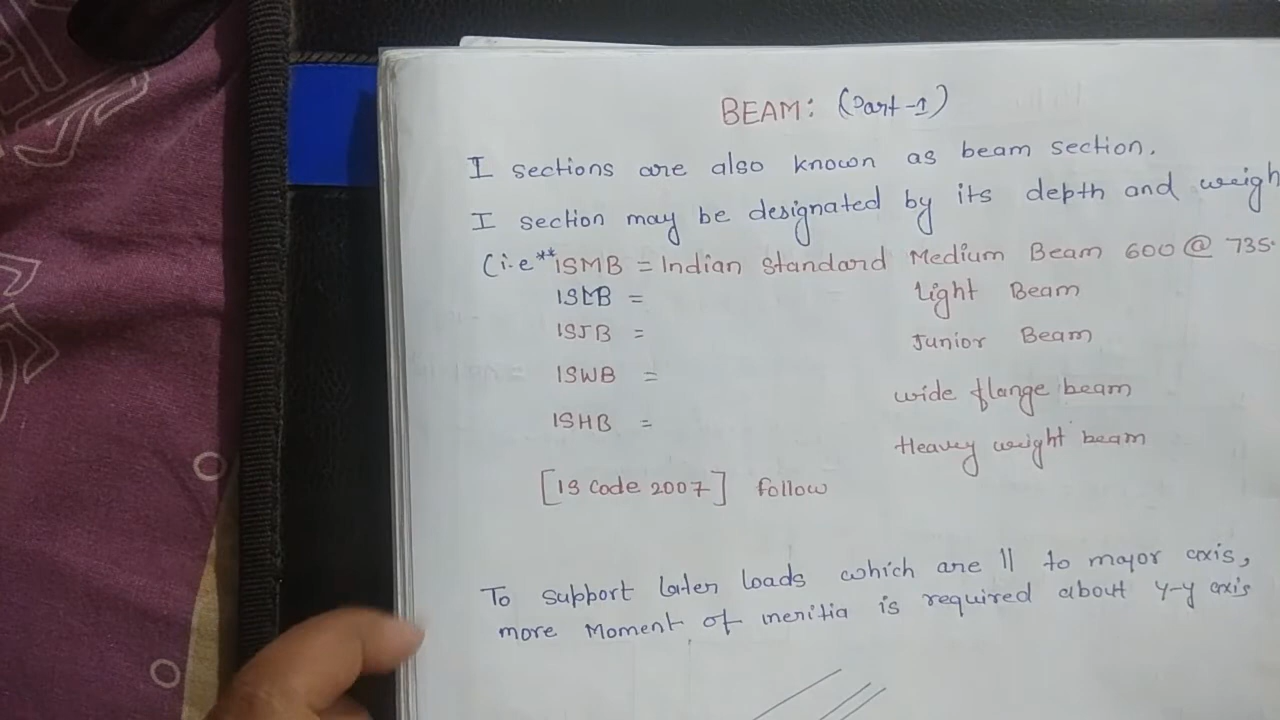 BEAM: (Part-1)
I sections are also known as beam section.
I section may be designated by its depth and weigh
(i.e** ISMB = Indian Standard Medium Beam 600 @ 735.
ISLB = Light Beam
ISJB = Junior Beam
ISWB = wide flange beam
ISHB = Heavy weight beam
[IS Code 2007] follow
To support later loads which are || to major axis,
more Moment of ineritia is required about y-y axis